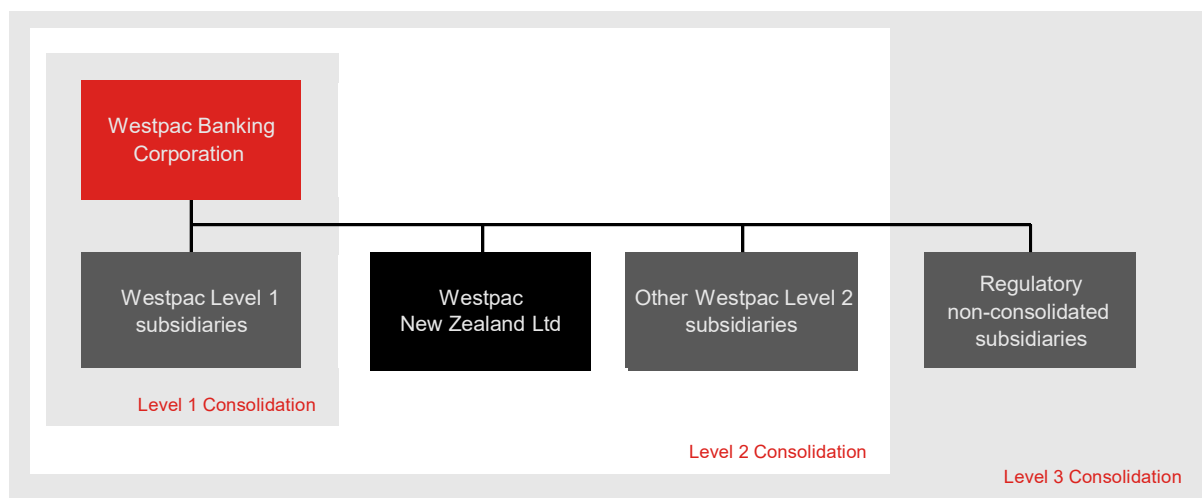 Westpac Banking
Corporation
Westpac Level 1
subsidiaries
Westpac
New Zealand Ltd
Other Westpac Level 2
subsidiaries
Regulatory
non-consolidated
subsidiaries
Level 1 Consolidation
Level 2 Consolidation
Level 3 Consolidation